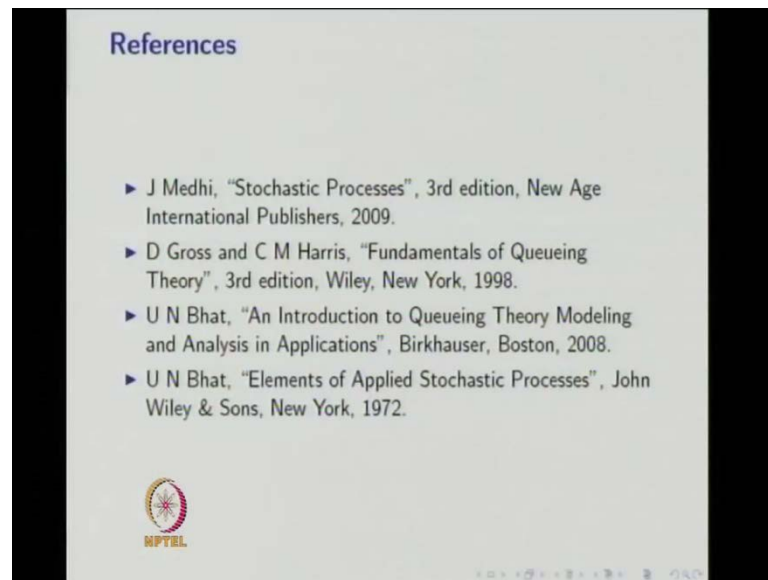 References
▶ J Medhi, “Stochastic Processes”, 3rd edition, New Age
International Publishers, 2009.
▶ D Gross and C M Harris, “Fundamentals of Queueing
Theory”, 3rd edition, Wiley, New York, 1998.
▶ U N Bhat, “An Introduction to Queueing Theory Modeling
and Analysis in Applications”, Birkhauser, Boston, 2008.
▶ U N Bhat, “Elements of Applied Stochastic Processes”, John
Wiley & Sons, New York, 1972.
NPTEL